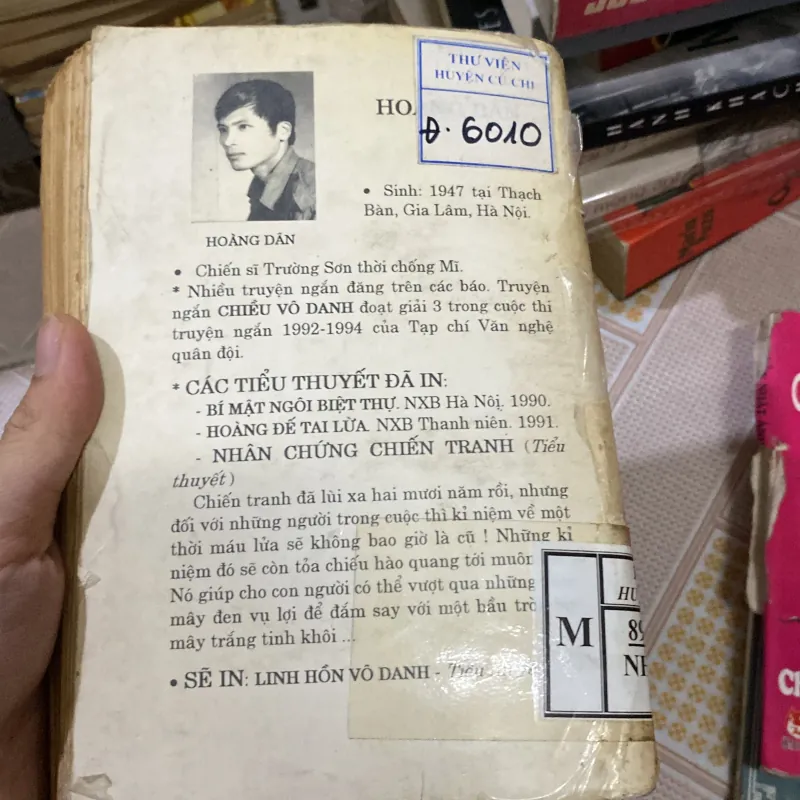 THƯ VIỆN
HUYỆN CỦ CHI
Đ. 6010
HOÀNG DÂN
• Sinh: 1947 tại Thạch
Bàn, Gia Lâm, Hà Nội.
HOÀNG DÂN
• Chiến sĩ Trường Sơn thời chống Mĩ.
* Nhiều truyện ngắn đăng trên các báo. Truyện
ngắn CHIỀU VÔ DANH đoạt giải 3 trong cuộc thi
truyện ngắn 1992-1994 của Tạp chí Văn nghệ
quân đội.
* CÁC TIỂU THUYẾT ĐÃ IN:
- BÍ MẬT NGÔI BIỆT THỰ. NXB Hà Nội. 1990.
- HOÀNG ĐẾ TAI LỪA. NXB Thanh niên. 1991.
- NHÂN CHỨNG CHIẾN TRANH (Tiểu
thuyết)
Chiến tranh đã lùi xa hai mươi năm rồi, nhưng
đối với những người trong cuộc thì kỉ niệm về một
thời máu lửa sẽ không bao giờ là cũ ! Những kỉ
niệm đó sẽ còn tỏa chiếu hào quang tới muôn
Nó giúp cho con người có thể vượt qua những
mây đen vụ lợi để đắm say với một bầu
mây trắng tinh khôi ...
• SẼ IN: LINH HỒN VÔ DANH - Tiểu
M
HÀNH KHÁCH